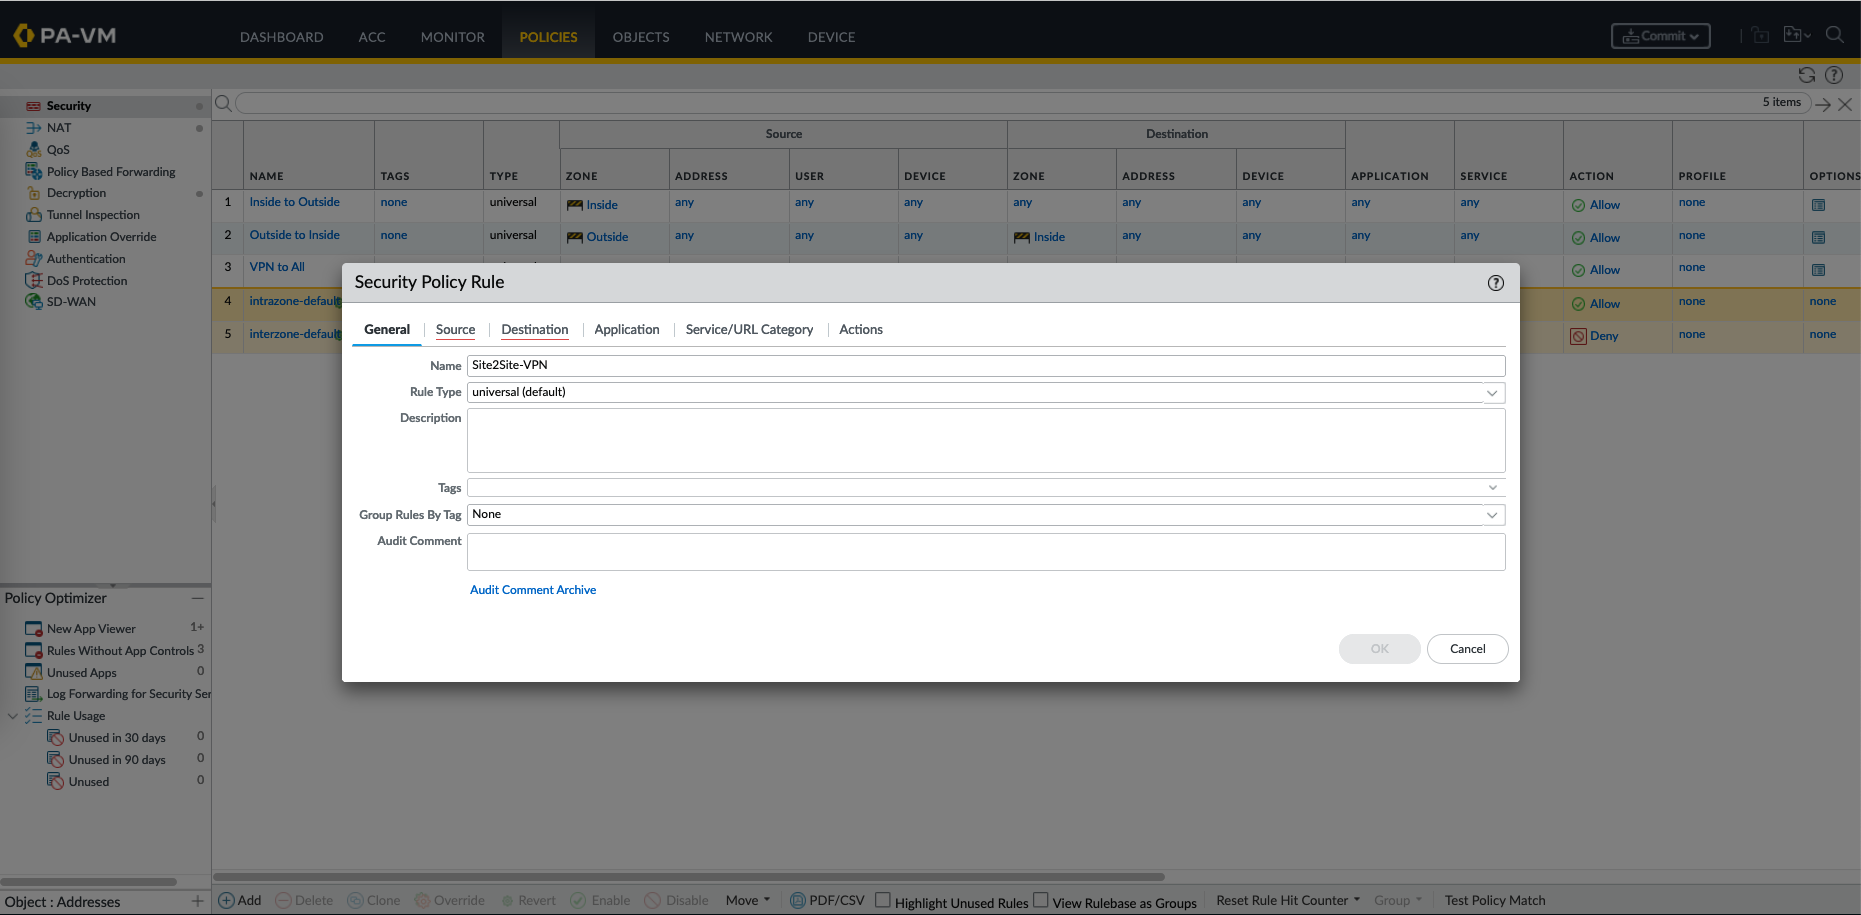 PA-VM
DASHBOARD ACC MONITOR POLICIES OBJECTS NETWORK DEVICE Commit
Security
NAT
QoS
Policy Based Forwarding
Decryption
Tunnel Inspection
Application Override
Authentication
DoS Protection
SD-WAN
5 items
Source Destination
NAME TAGS TYPE ZONE ADDRESS USER DEVICE ZONE ADDRESS DEVICE APPLICATION SERVICE ACTION PROFILE OPTIONS
1 Inside to Outside none universal Inside any any any any any any any any Allow none
2 Outside to Inside none universal Outside any any any Inside any any any any Allow none
3 VPN to All Allow none
4 intrazone-default Allow none none
5 interzone-default Deny none none
Security Policy Rule
General Source Destination Application Service/URL Category Actions
Name Site2Site-VPN
Rule Type universal (default)
Description
Tags
Group Rules By Tag None
Audit Comment
Audit Comment Archive
OK Cancel
Policy Optimizer
New App Viewer 1+
Rules Without App Controls 3
Unused Apps 0
Log Forwarding for Security Ser
Rule Usage
Unused in 30 days 0
Unused in 90 days 0
Unused 0
Object : Addresses
Add Delete Clone Override Revert Enable Disable Move PDF/CSV Highlight Unused Rules View Rulebase as Groups Reset Rule Hit Counter Group Test Policy Match